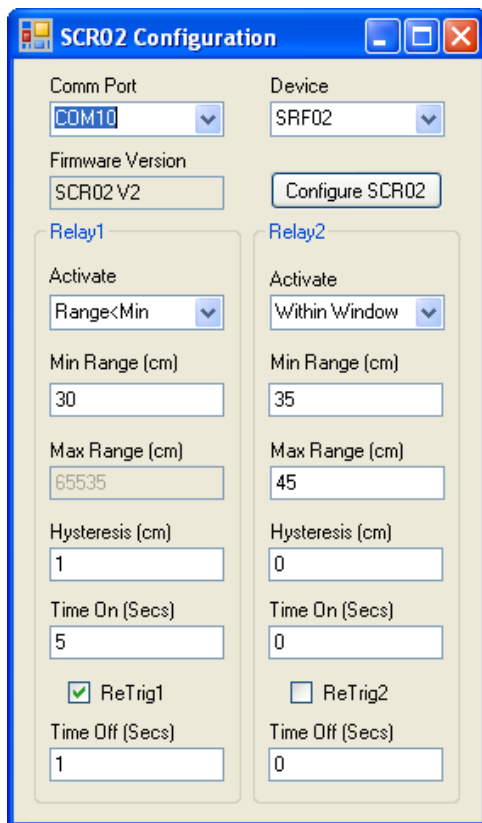 SCR02 Configuration
Comm Port Device
COM10 SRF02
Firmware Version
SCR02 V2 Configure SCR02
Relay1 Relay2
Activate Activate
Range<Min Within Window
Min Range (cm) Min Range (cm)
30 35
Max Range (cm) Max Range (cm)
65535 45
Hysteresis (cm) Hysteresis (cm)
1 0
Time On (Secs) Time On (Secs)
5 0
ReTrig1 ReTrig2
Time Off (Secs) Time Off (Secs)
1 0